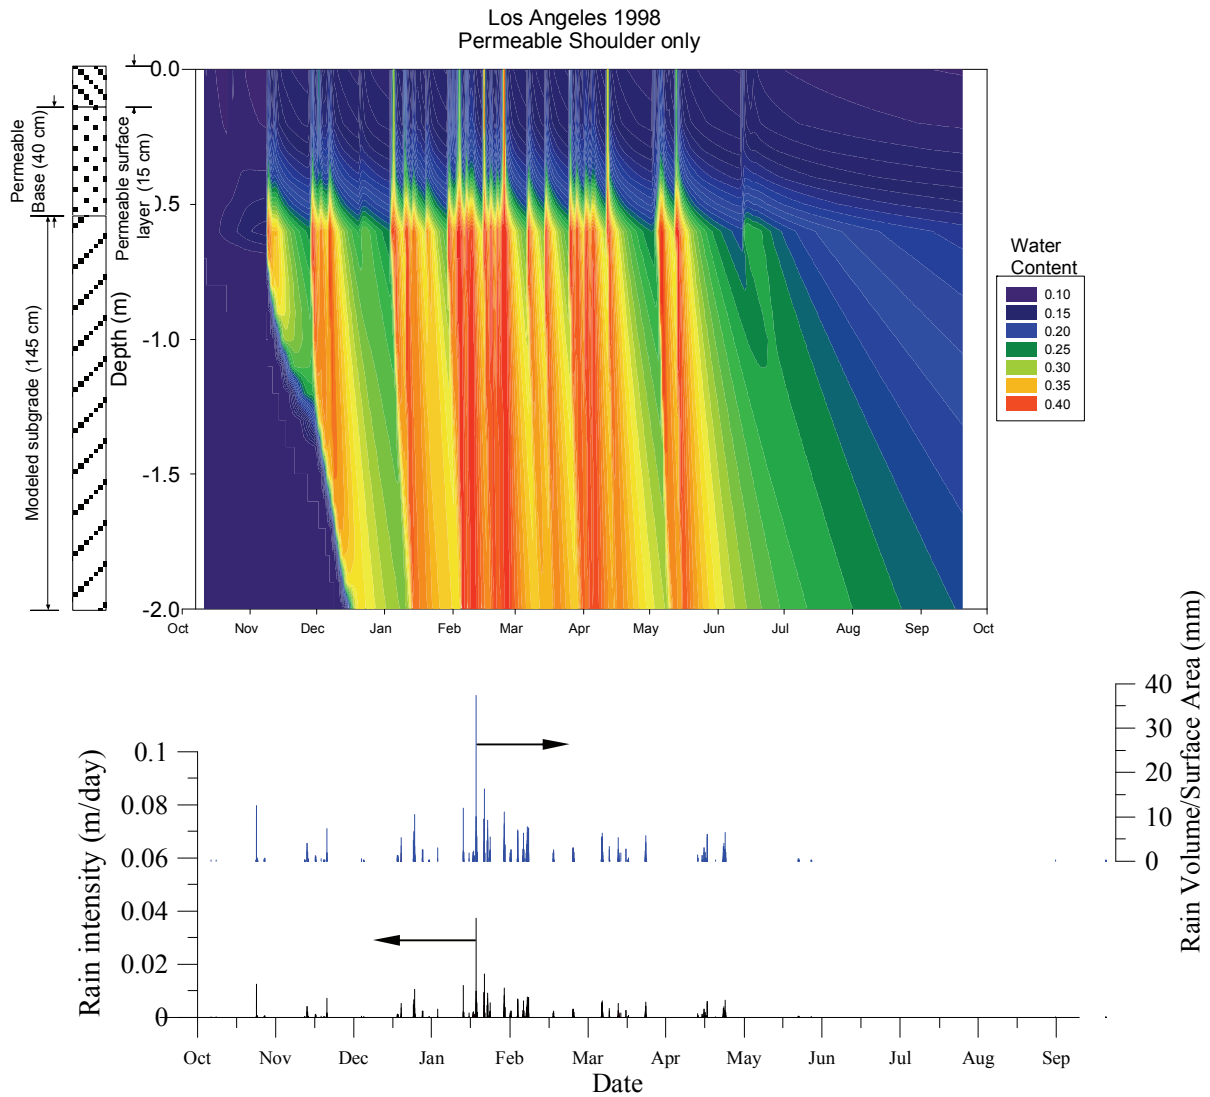 Los Angeles 1998
Permeable Shoulder only
Permeable
Base (40 cm)
Permeable surface
layer (15 cm)
Modeled subgrade (145 cm)
Depth (m)
0.0
0.5
-1.0
-1.5
-2.0
Oct Nov Dec Jan Feb Mar Apr May Jun Jul Aug Sep Oct
Water
Content
0.10
0.15
0.20
0.25
0.30
0.35
0.40
Rain intensity (m/day)
0.1
0.08
0.06
0.04
0.02
0
Rain Volume/Surface Area (mm)
40
30
20
10
0
Oct Nov Dec Jan Feb Mar Apr May Jun Jul Aug Sep
Date